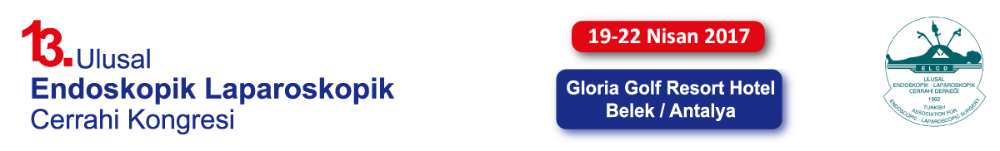 13. Ulusal
Endoskopik Laparoskopik
Cerrahi Kongresi
19-22 Nisan 2017
Gloria Golf Resort Hotel
Belek / Antalya
ELCD
ULUSAL
ENDOSKOPİK - LAPAROSKOPİK
CERRAHİ DERNEĞİ
1992
TURKISH
ASSOCIATION FOR
ENDOSCOPIC - LAPAROSCOPIC SURGERY